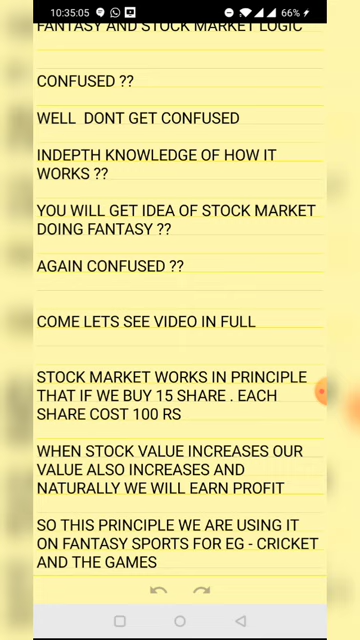 10:35:05
66%
FANTASY AND STOCK MARKET LOGIC
CONFUSED ??
WELL DONT GET CONFUSED
INDEPTH KNOWLEDGE OF HOW IT
WORKS ??
YOU WILL GET IDEA OF STOCK MARKET
DOING FANTASY ??
AGAIN CONFUSED ??
COME LETS SEE VIDEO IN FULL
STOCK MARKET WORKS IN PRINCIPLE
THAT IF WE BUY 15 SHARE . EACH
SHARE COST 100 RS
WHEN STOCK VALUE INCREASES OUR
VALUE ALSO INCREASES AND
NATURALLY WE WILL EARN PROFIT
SO THIS PRINCIPLE WE ARE USING IT
ON FANTASY SPORTS FOR EG - CRICKET
AND THE GAMES